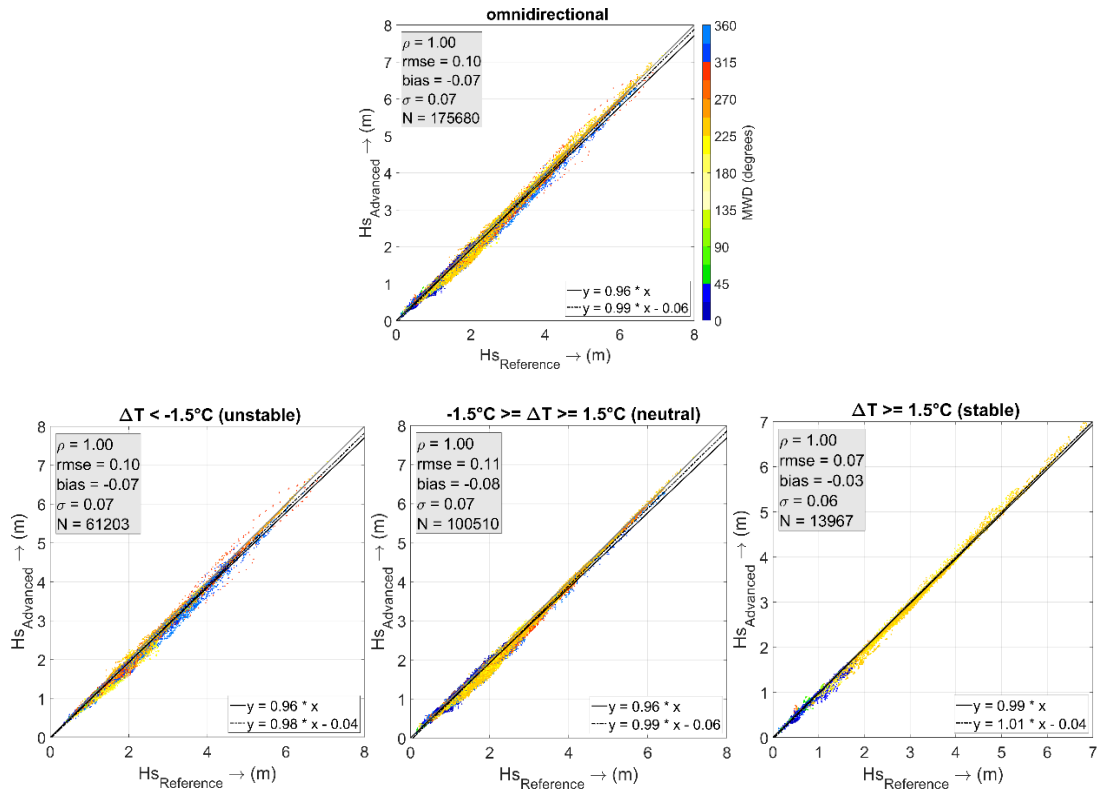 omnidirectional
ρ = 1.00
rmse = 0.10
bias = -0.07
σ = 0.07
N = 175680
y = 0.96 * x
y = 0.99 * x - 0.06
8
7
6
5
4
3
2
1
0
0 2 4 6 8
Hs_Advanced → (m)
Hs_Reference → (m)
360
315
270
225
180
135
90
45
0
MWD (degrees)
ΔT < -1.5°C (unstable)
ρ = 1.00
rmse = 0.10
bias = -0.07
σ = 0.07
N = 61203
y = 0.96 * x
y = 0.98 * x - 0.04
8
7
6
5
4
3
2
1
0
0 2 4 6 8
Hs_Advanced → (m)
Hs_Reference → (m)
-1.5°C >= ΔT >= 1.5°C (neutral)
ρ = 1.00
rmse = 0.11
bias = -0.08
σ = 0.07
N = 100510
y = 0.96 * x
y = 0.99 * x - 0.06
8
7
6
5
4
3
2
1
0
0 2 4 6 8
Hs_Advanced → (m)
Hs_Reference → (m)
ΔT >= 1.5°C (stable)
ρ = 1.00
rmse = 0.07
bias = -0.03
σ = 0.06
N = 13967
y = 0.99 * x
y = 1.01 * x - 0.04
7
6
5
4
3
2
1
0
0 1 2 3 4 5 6 7
Hs_Advanced → (m)
Hs_Reference → (m)